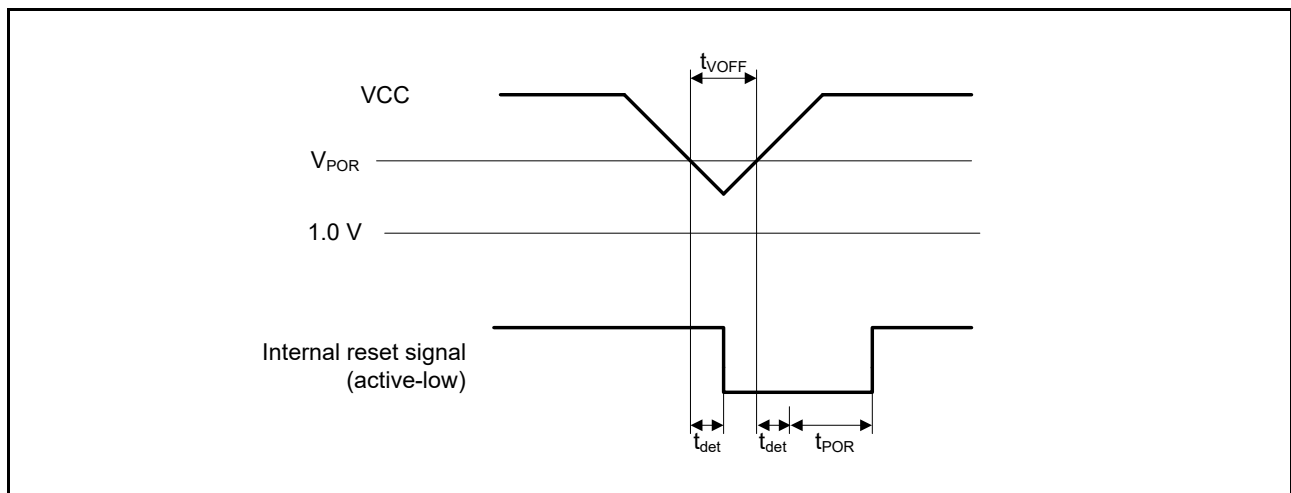 tVOFF
VCC
VPOR
1.0 V
Internal reset signal
(active-low)
tdet
tdet
tPOR